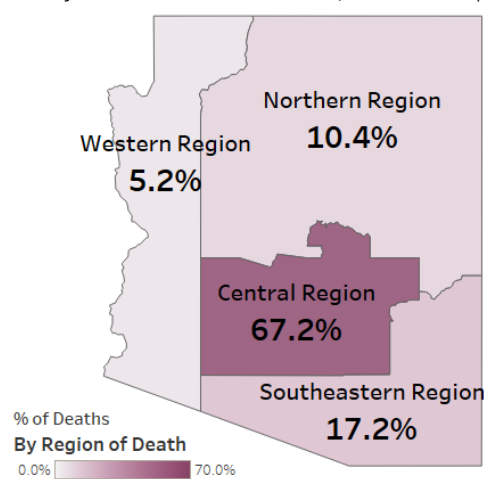 Northern Region
10.4%
Western Region
5.2%
Central Region
67.2%
Southeastern Region
17.2%
% of Deaths
By Region of Death
0.0% 70.0%